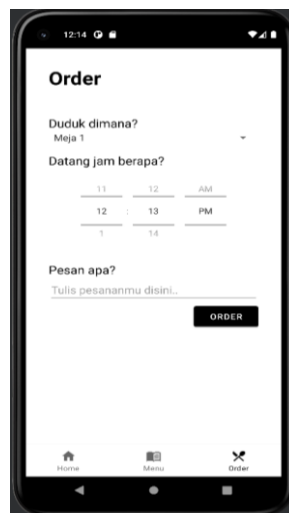 12:14
Order
Duduk dimana?
Meja 1
Datang jam berapa?
11 12 AM
12 : 13 PM
1 14
Pesan apa?
Tulis pesananmu disini..
ORDER
Home Menu Order